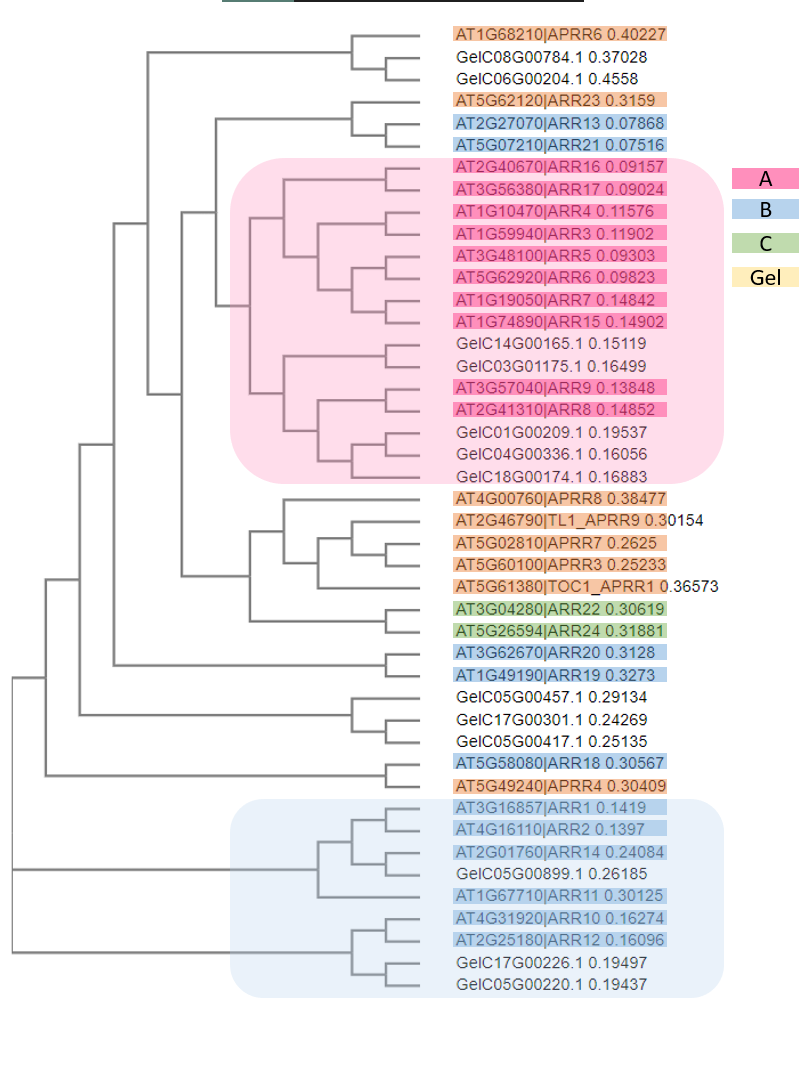 AT1G68210|APRR6 0.40227
GelC08G00784.1 0.37028
GelC06G00204.1 0.4558
AT5G62120|ARR23 0.3159
AT2G27070|ARR13 0.07868
AT5G07210|ARR21 0.07516
AT2G40670|ARR16 0.09157
AT3G56380|ARR17 0.09024
AT1G10470|ARR4 0.11576
AT1G59940|ARR3 0.11902
AT3G48100|ARR5 0.09303
AT5G62920|ARR6 0.09823
AT1G19050|ARR7 0.14842
AT1G74890|ARR15 0.14902
GelC14G00165.1 0.15119
GelC03G01175.1 0.16499
AT3G57040|ARR9 0.13848
AT2G41310|ARR8 0.14852
GelC01G00209.1 0.19537
GelC04G00336.1 0.16056
GelC18G00174.1 0.16883
AT4G00760|APRR8 0.38477
AT2G46790|TL1_APRR9 0.30154
AT5G02810|APRR7 0.2625
AT5G60100|APRR3 0.25233
AT5G61380|TOC1_APRR1 0.36573
AT3G04280|ARR22 0.30619
AT5G26594|ARR24 0.31881
AT3G62670|ARR20 0.3128
AT1G49190|ARR19 0.3273
GelC05G00457.1 0.29134
GelC17G00301.1 0.24269
GelC05G00417.1 0.25135
AT5G58080|ARR18 0.30567
AT5G49240|APRR4 0.30409
AT3G16857|ARR1 0.1419
AT4G16110|ARR2 0.1397
AT2G01760|ARR14 0.24084
GelC05G00899.1 0.26185
AT1G67710|ARR11 0.30125
AT4G31920|ARR10 0.16274
AT2G25180|ARR12 0.16096
GelC17G00226.1 0.19497
GelC05G00220.1 0.19437
A
B
C
Gel